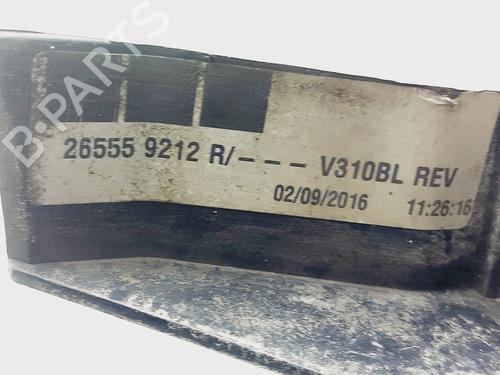 B·PARTS
26555 9212 R/--- V310BL REV
02/09/2016 11:26:16